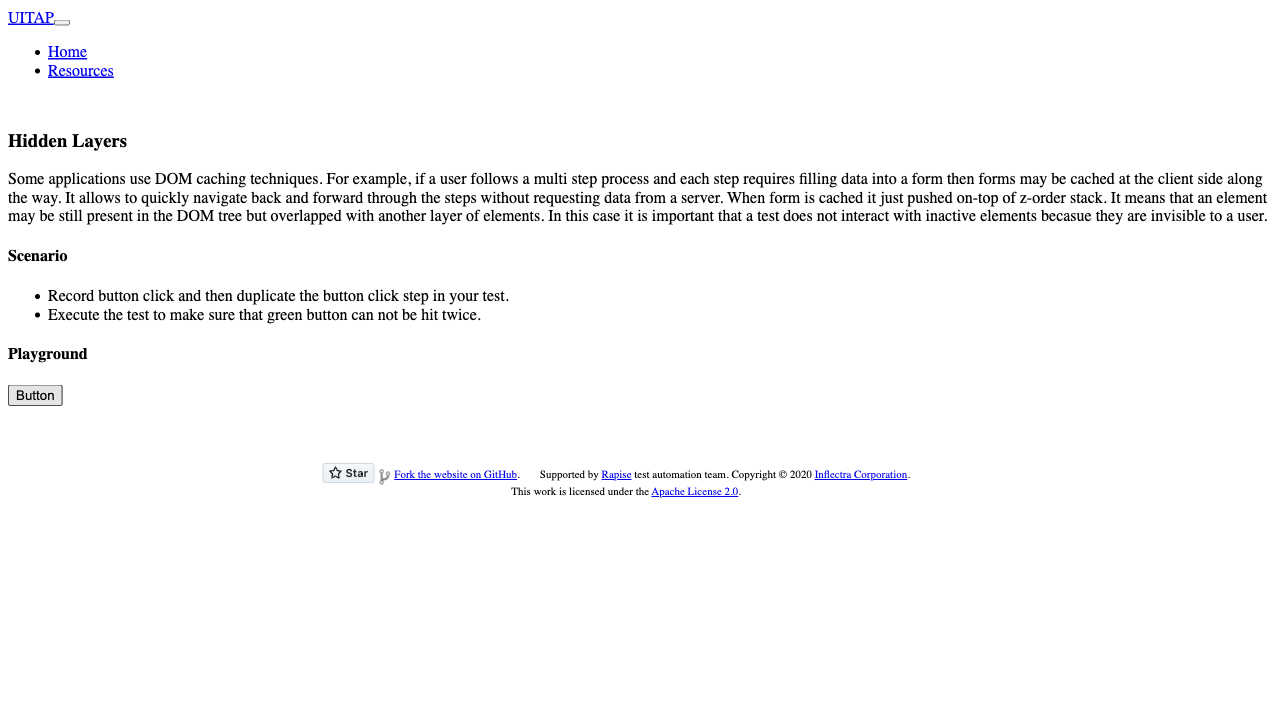 UITAP
Home
Resources
Hidden Layers
Some applications use DOM caching techniques. For example, if a user follows a multi step process and each step requires filling data into a form then forms may be cached at the client side along
the way. It allows to quickly navigate back and forward through the steps without requesting data from a server. When form is cached it just pushed on-top of z-order stack. It means that an element
may be still present in the DOM tree but overlapped with another layer of elements. In this case it is important that a test does not interact with inactive elements becasue they are invisible to a user.
Scenario
Record button click and then duplicate the button click step in your test.
Execute the test to make sure that green button can not be hit twice.
Playground
Button
Star Fork the website on GitHub. Supported by Rapise test automation team. Copyright © 2020 Inflectra Corporation.
This work is licensed under the Apache License 2.0.